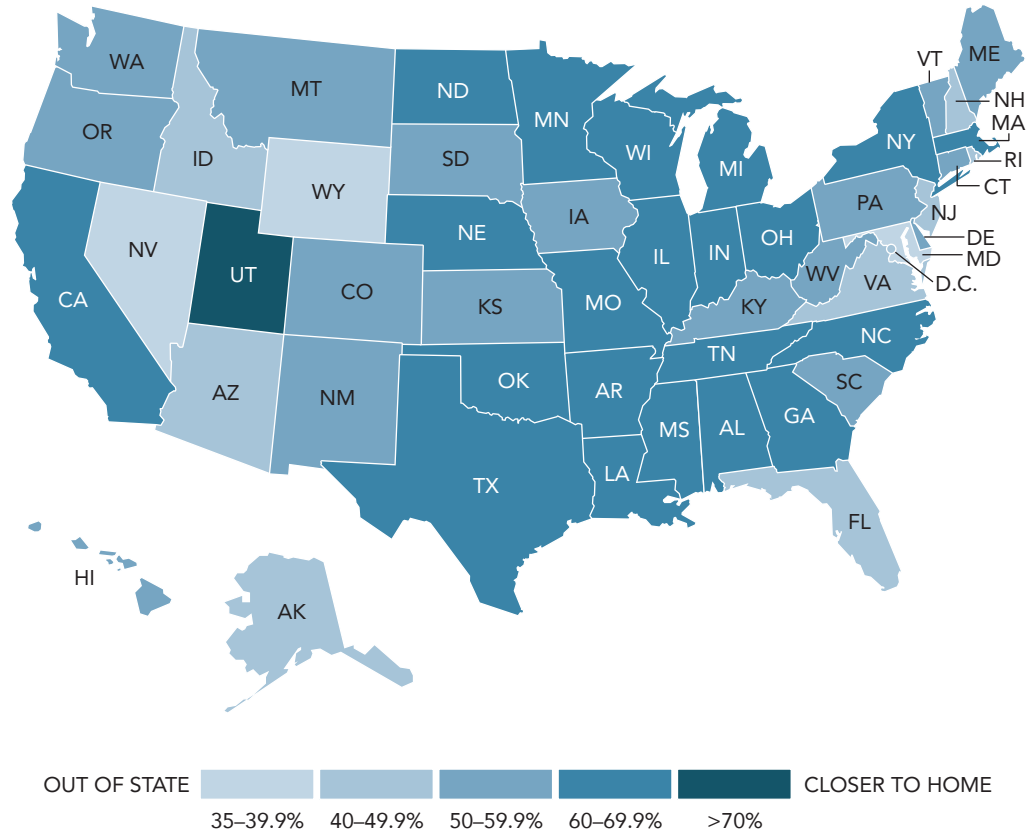 WA
MT
ND
MN
VT
ME
NH
MA
OR
ID
SD
WI
MI
NY
RI
CT
WY
IA
PA
NJ
NV
UT
NE
IL
IN
OH
DE
MD
D.C.
CA
CO
KS
MO
WV
VA
KY
AZ
NM
OK
AR
TN
NC
SC
TX
LA
MS
AL
GA
FL
HI
AK
OUT OF STATE
CLOSER TO HOME
35–39.9% 40–49.9% 50–59.9% 60–69.9% >70%